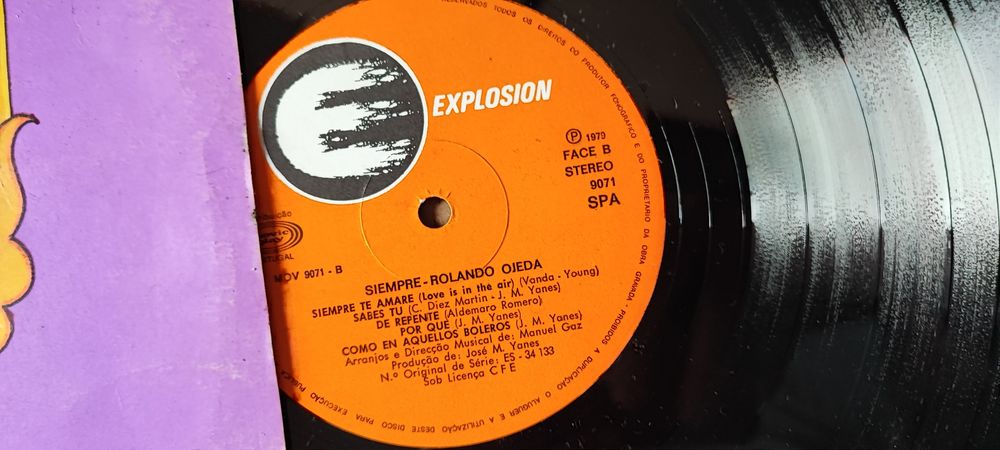 RESERVADOS TODOS OS DIREITOS DO PRODUTOR FONOGRÁFICO E DO PROPRIETÁRIO DA OBRA GRAVADA - PROIBIDOS A DUPLICAÇÃO O ALUGUER E A UTILIZAÇÃO DESTE DISCO PARA EXECUÇÃO PÚBLICA
EXPLOSION
Ⓟ 1979
FACE B
STEREO
9071
SPA
PORTUGAL
MOV 9071 - B
SIEMPRE-ROLANDO OJEDA
SIEMPRE TE AMARE (Love is in the air) (Vanda - Young)
SABES TU (C. Diez Martin - J. M. Yanes)
DE REPENTE (Aldemaro Romero)
POR QUE (J. M. Yanes)
COMO EN AQUELLOS BOLEROS (J. M. Yanes)
Arranjos e Direcção Musical de: Manuel Gaz
Produção de: José M. Yanes
N.º Original de Série: ES - 34 133
Sob Licença C F E